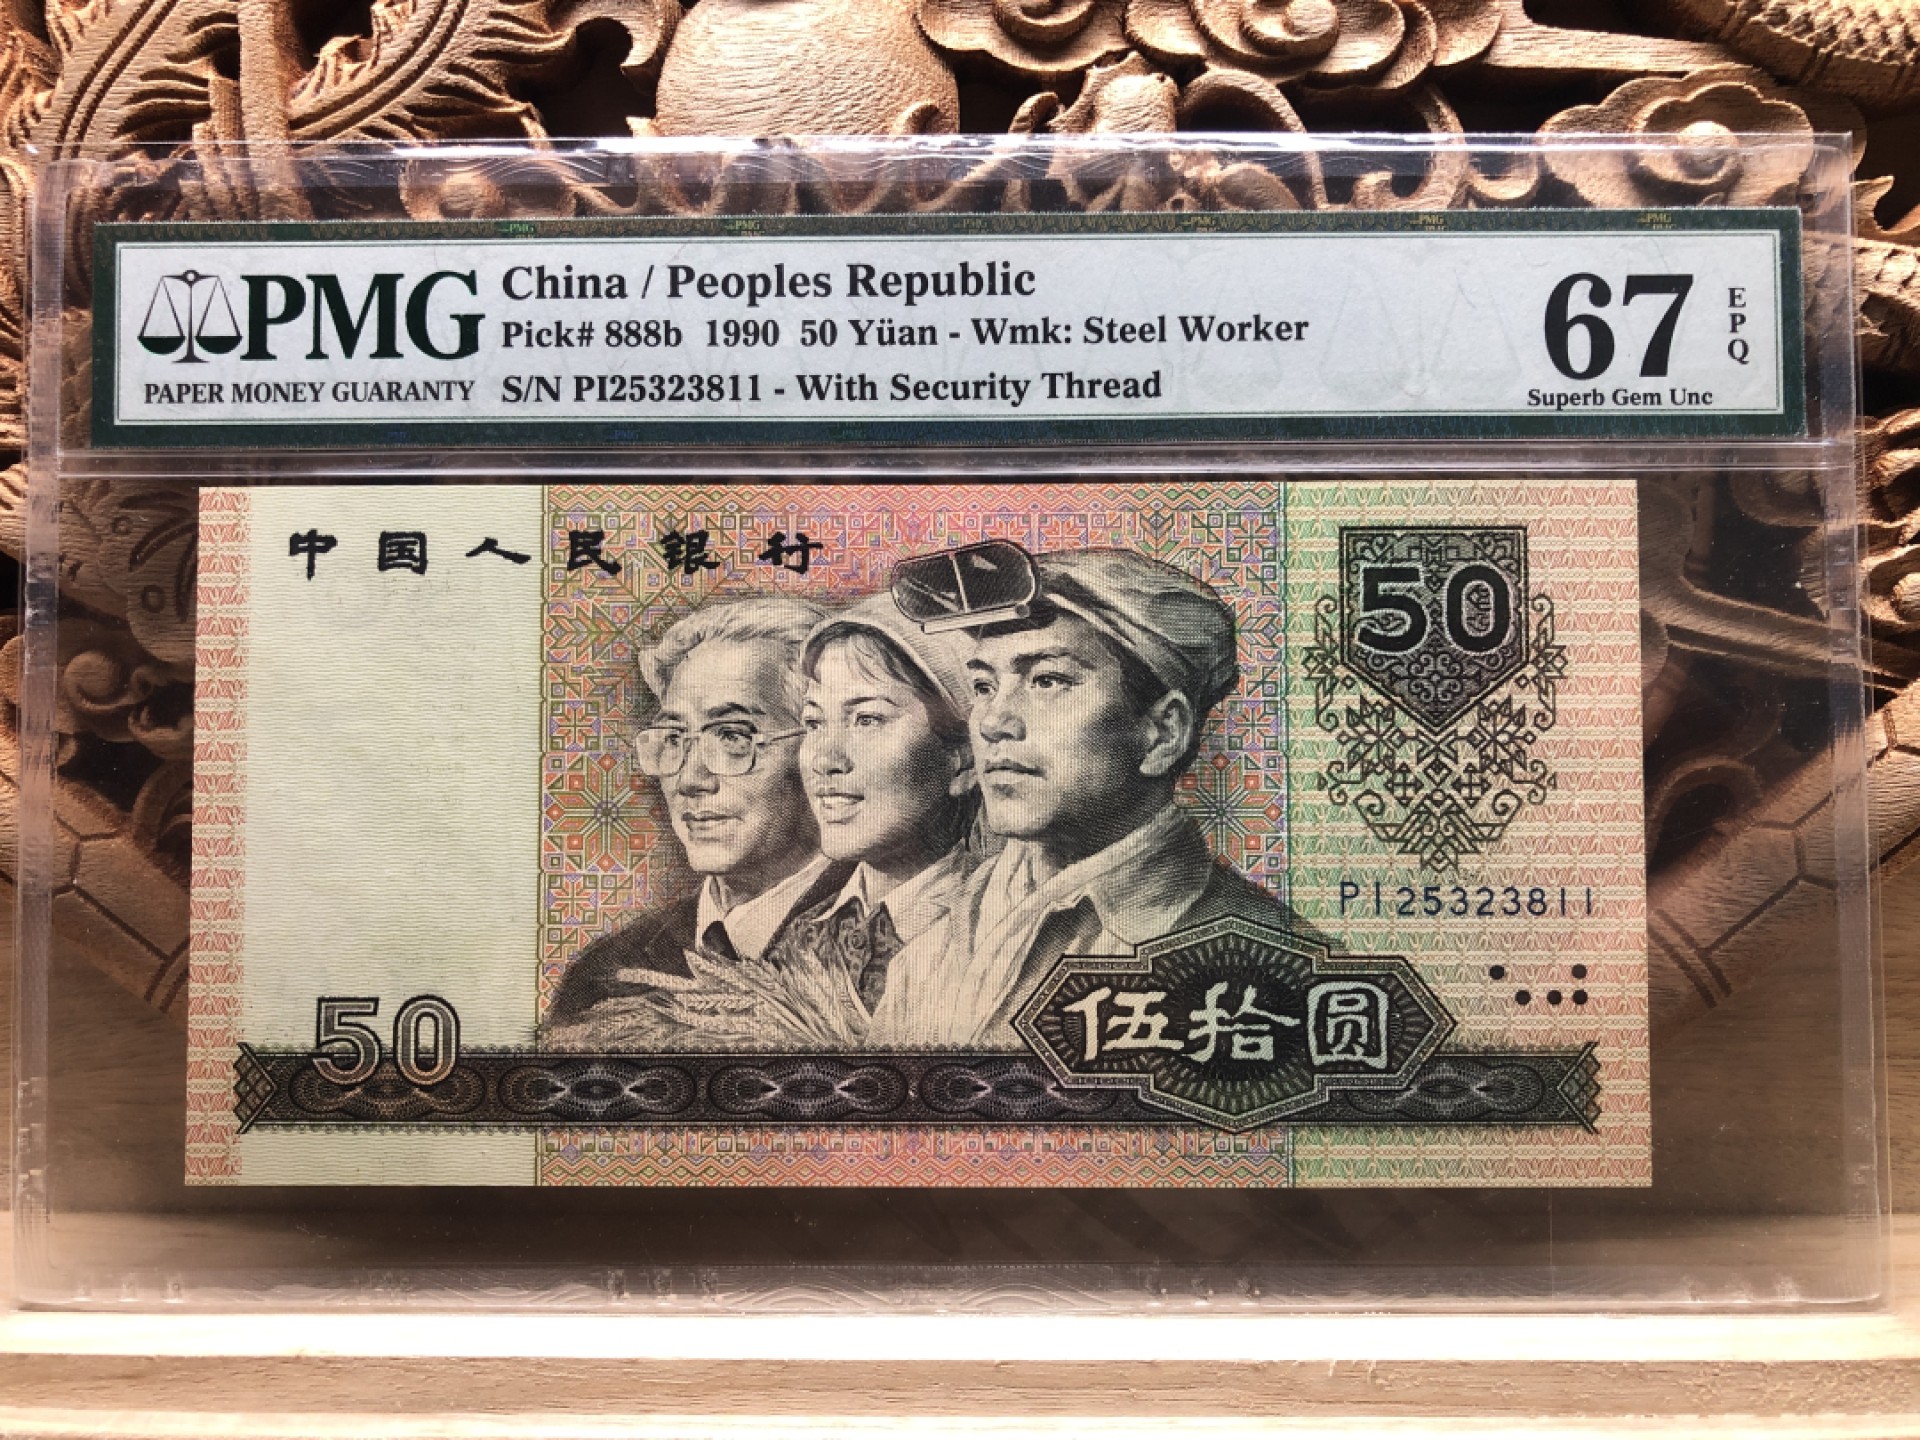 PMG
PAPER MONEY GUARANTY
China / Peoples Republic
Pick# 888b 1990 50 Yüan - Wmk: Steel Worker
S/N PI25323811 - With Security Thread
67
EPQ
Superb Gem Unc
中国人民银行
50
PI25323811
50
伍拾圆